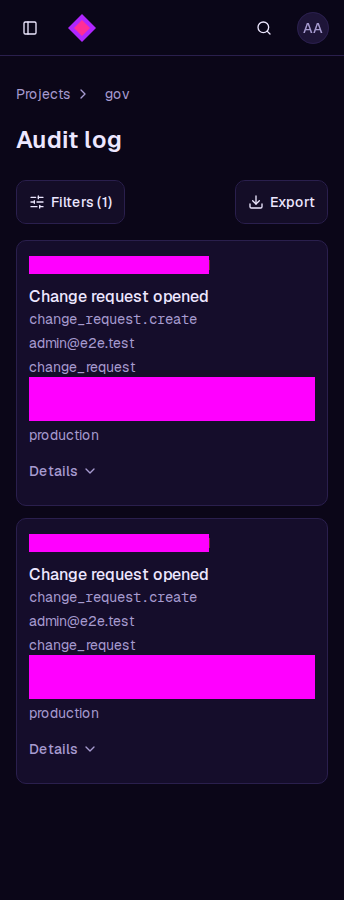 AA
Projects > gov
Audit log
Filters (1)
Export
Change request opened
change_request.create
admin@e2e.test
change_request
production
Details
Change request opened
change_request.create
admin@e2e.test
change_request
production
Details